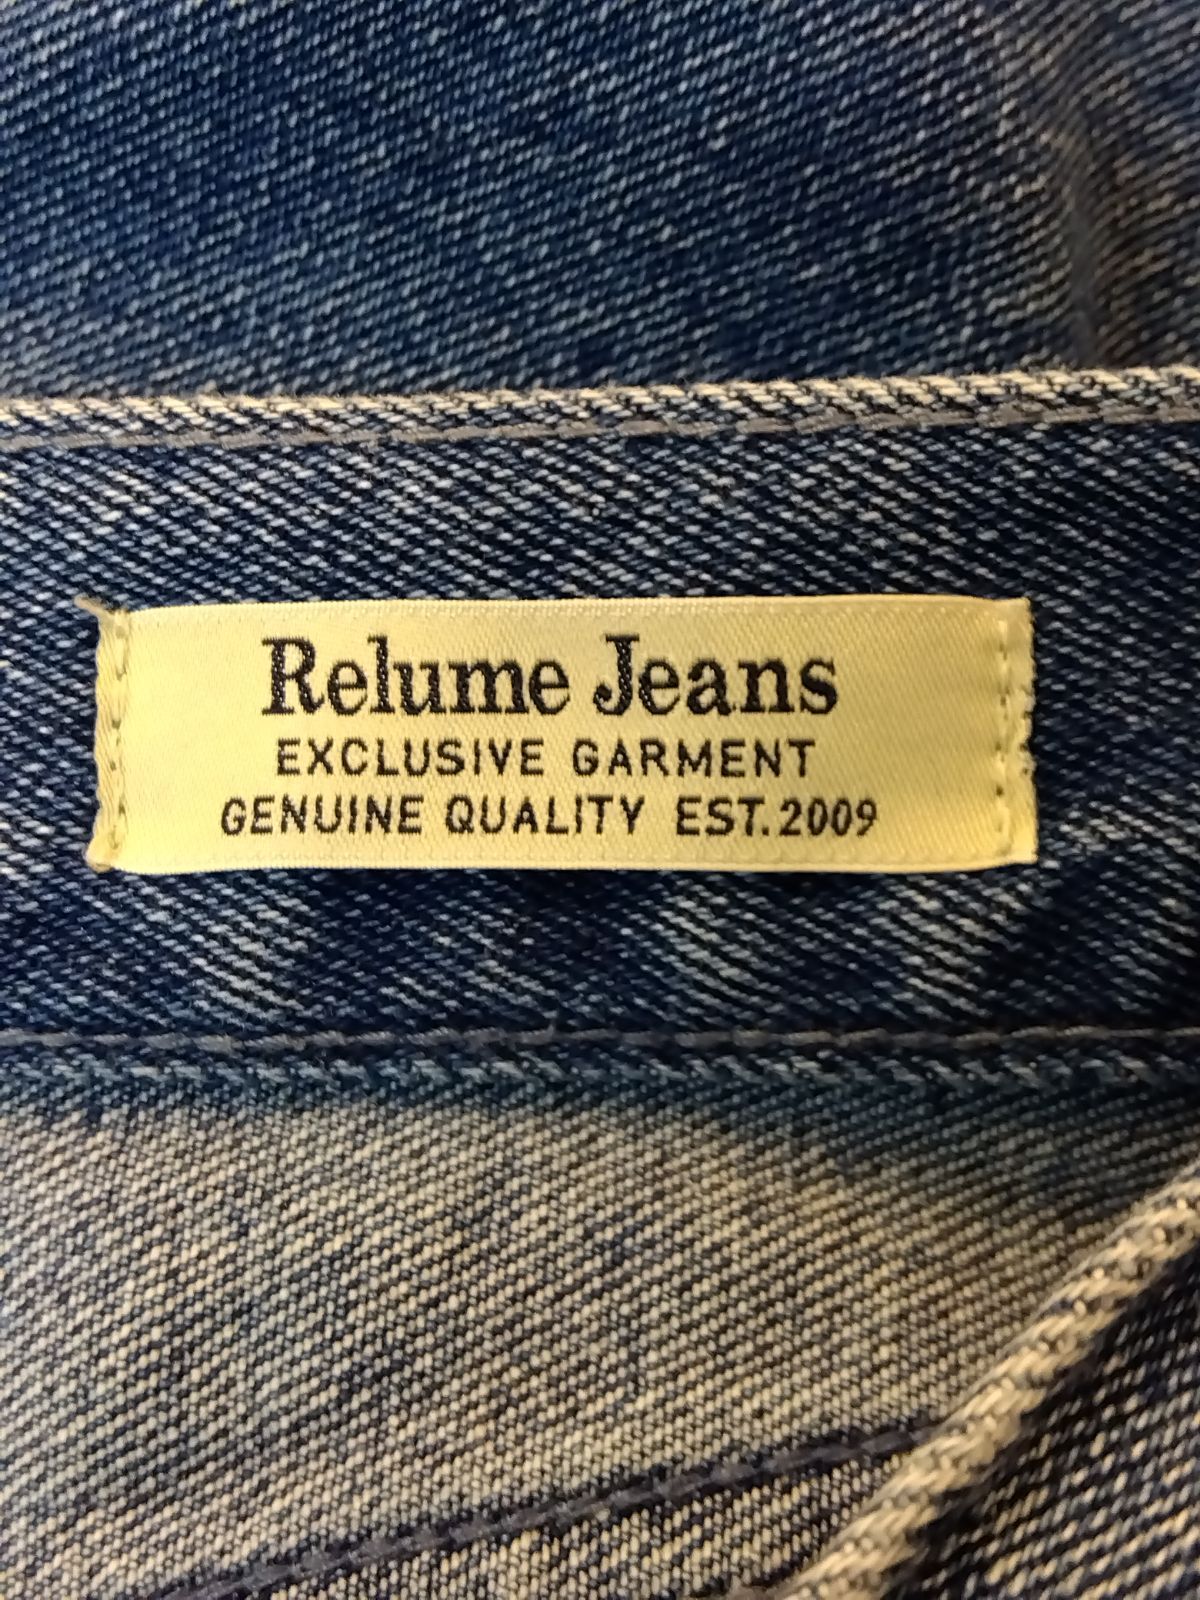 Relume Jeans
EXCLUSIVE GARMENT
GENUINE QUALITY EST.2009